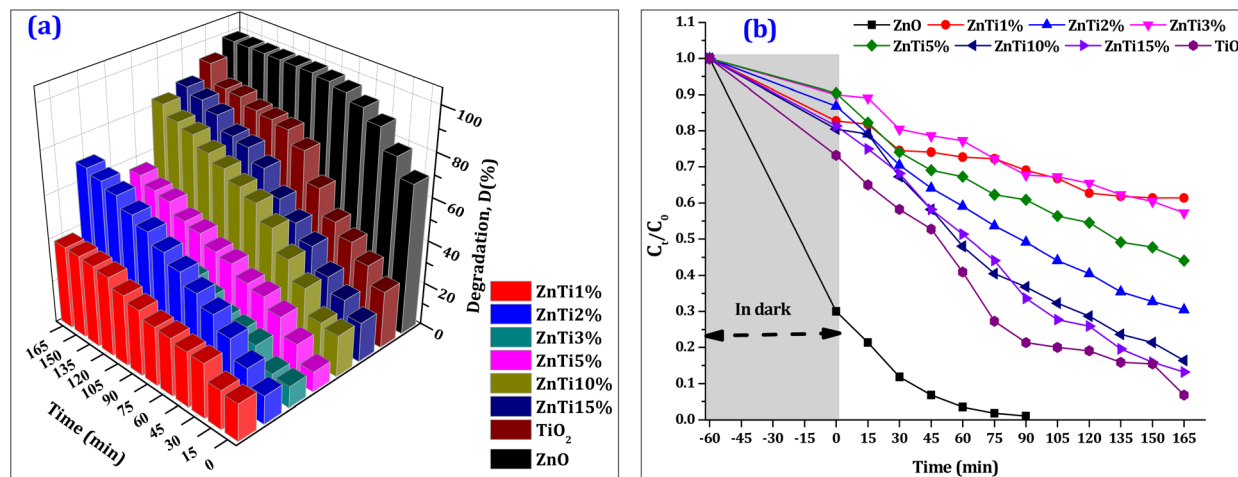 (a)
100
80
60
40
20
0
Degradation, D(%)
165
150
135
120
105
90
75
60
45
30
15
0
Time (min)
ZnTi1%
ZnTi2%
ZnTi3%
ZnTi5%
ZnTi10%
ZnTi15%
TiO₂
ZnO
(b)
ZnO ZnTi1% ZnTi2% ZnTi3%
ZnTi5% ZnTi10% ZnTi15% TiO
1.1
1.0
0.9
0.8
0.7
0.6
0.5
0.4
0.3
0.2
0.1
0.0
Cₜ/C₀
In dark
-60 -45 -30 -15 0 15 30 45 60 75 90 105 120 135 150 165
Time (min)